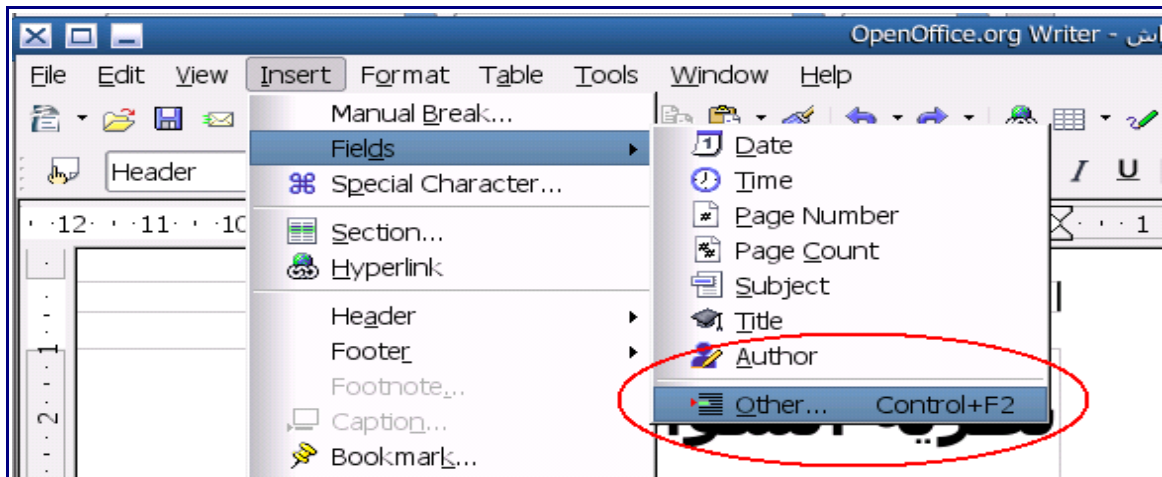 OpenOffice.org Writer -
File Edit View Insert Format Table Tools Window Help
Manual Break...
Fields
Special Character...
Section...
Hyperlink
Header
Footer
Footnote...
Caption...
Bookmark...
Date
Time
Page Number
Page Count
Subject
Title
Author
Other... Control+F2
Header
I U
12 11 10
1
1
2